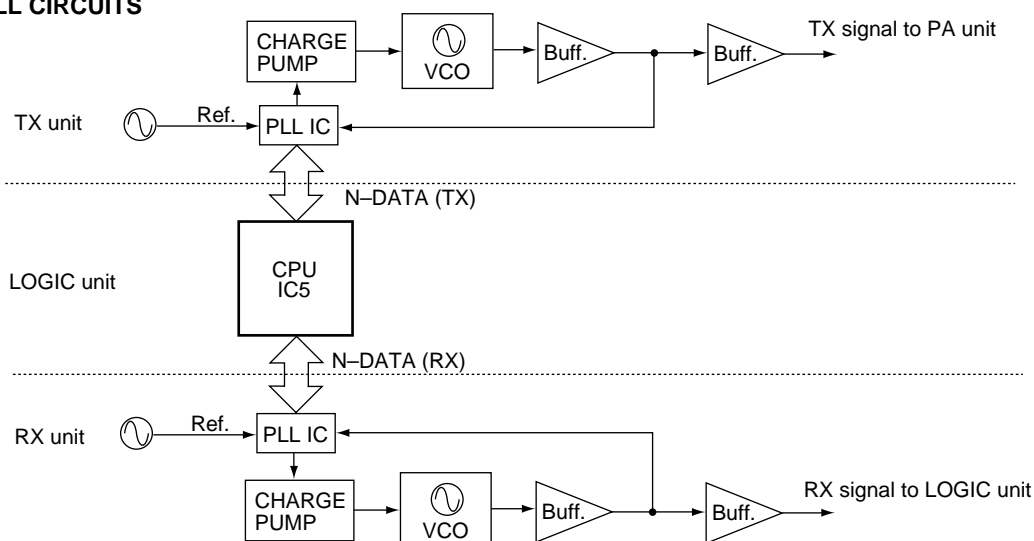 LL CIRCUITS
CHARGE
PUMP
VCO
Buff.
Buff.
TX signal to PA unit
TX unit
Ref.
PLL IC
N–DATA (TX)
LOGIC unit
CPU
IC5
N–DATA (RX)
RX unit
Ref.
PLL IC
CHARGE
PUMP
VCO
Buff.
Buff.
RX signal to LOGIC unit